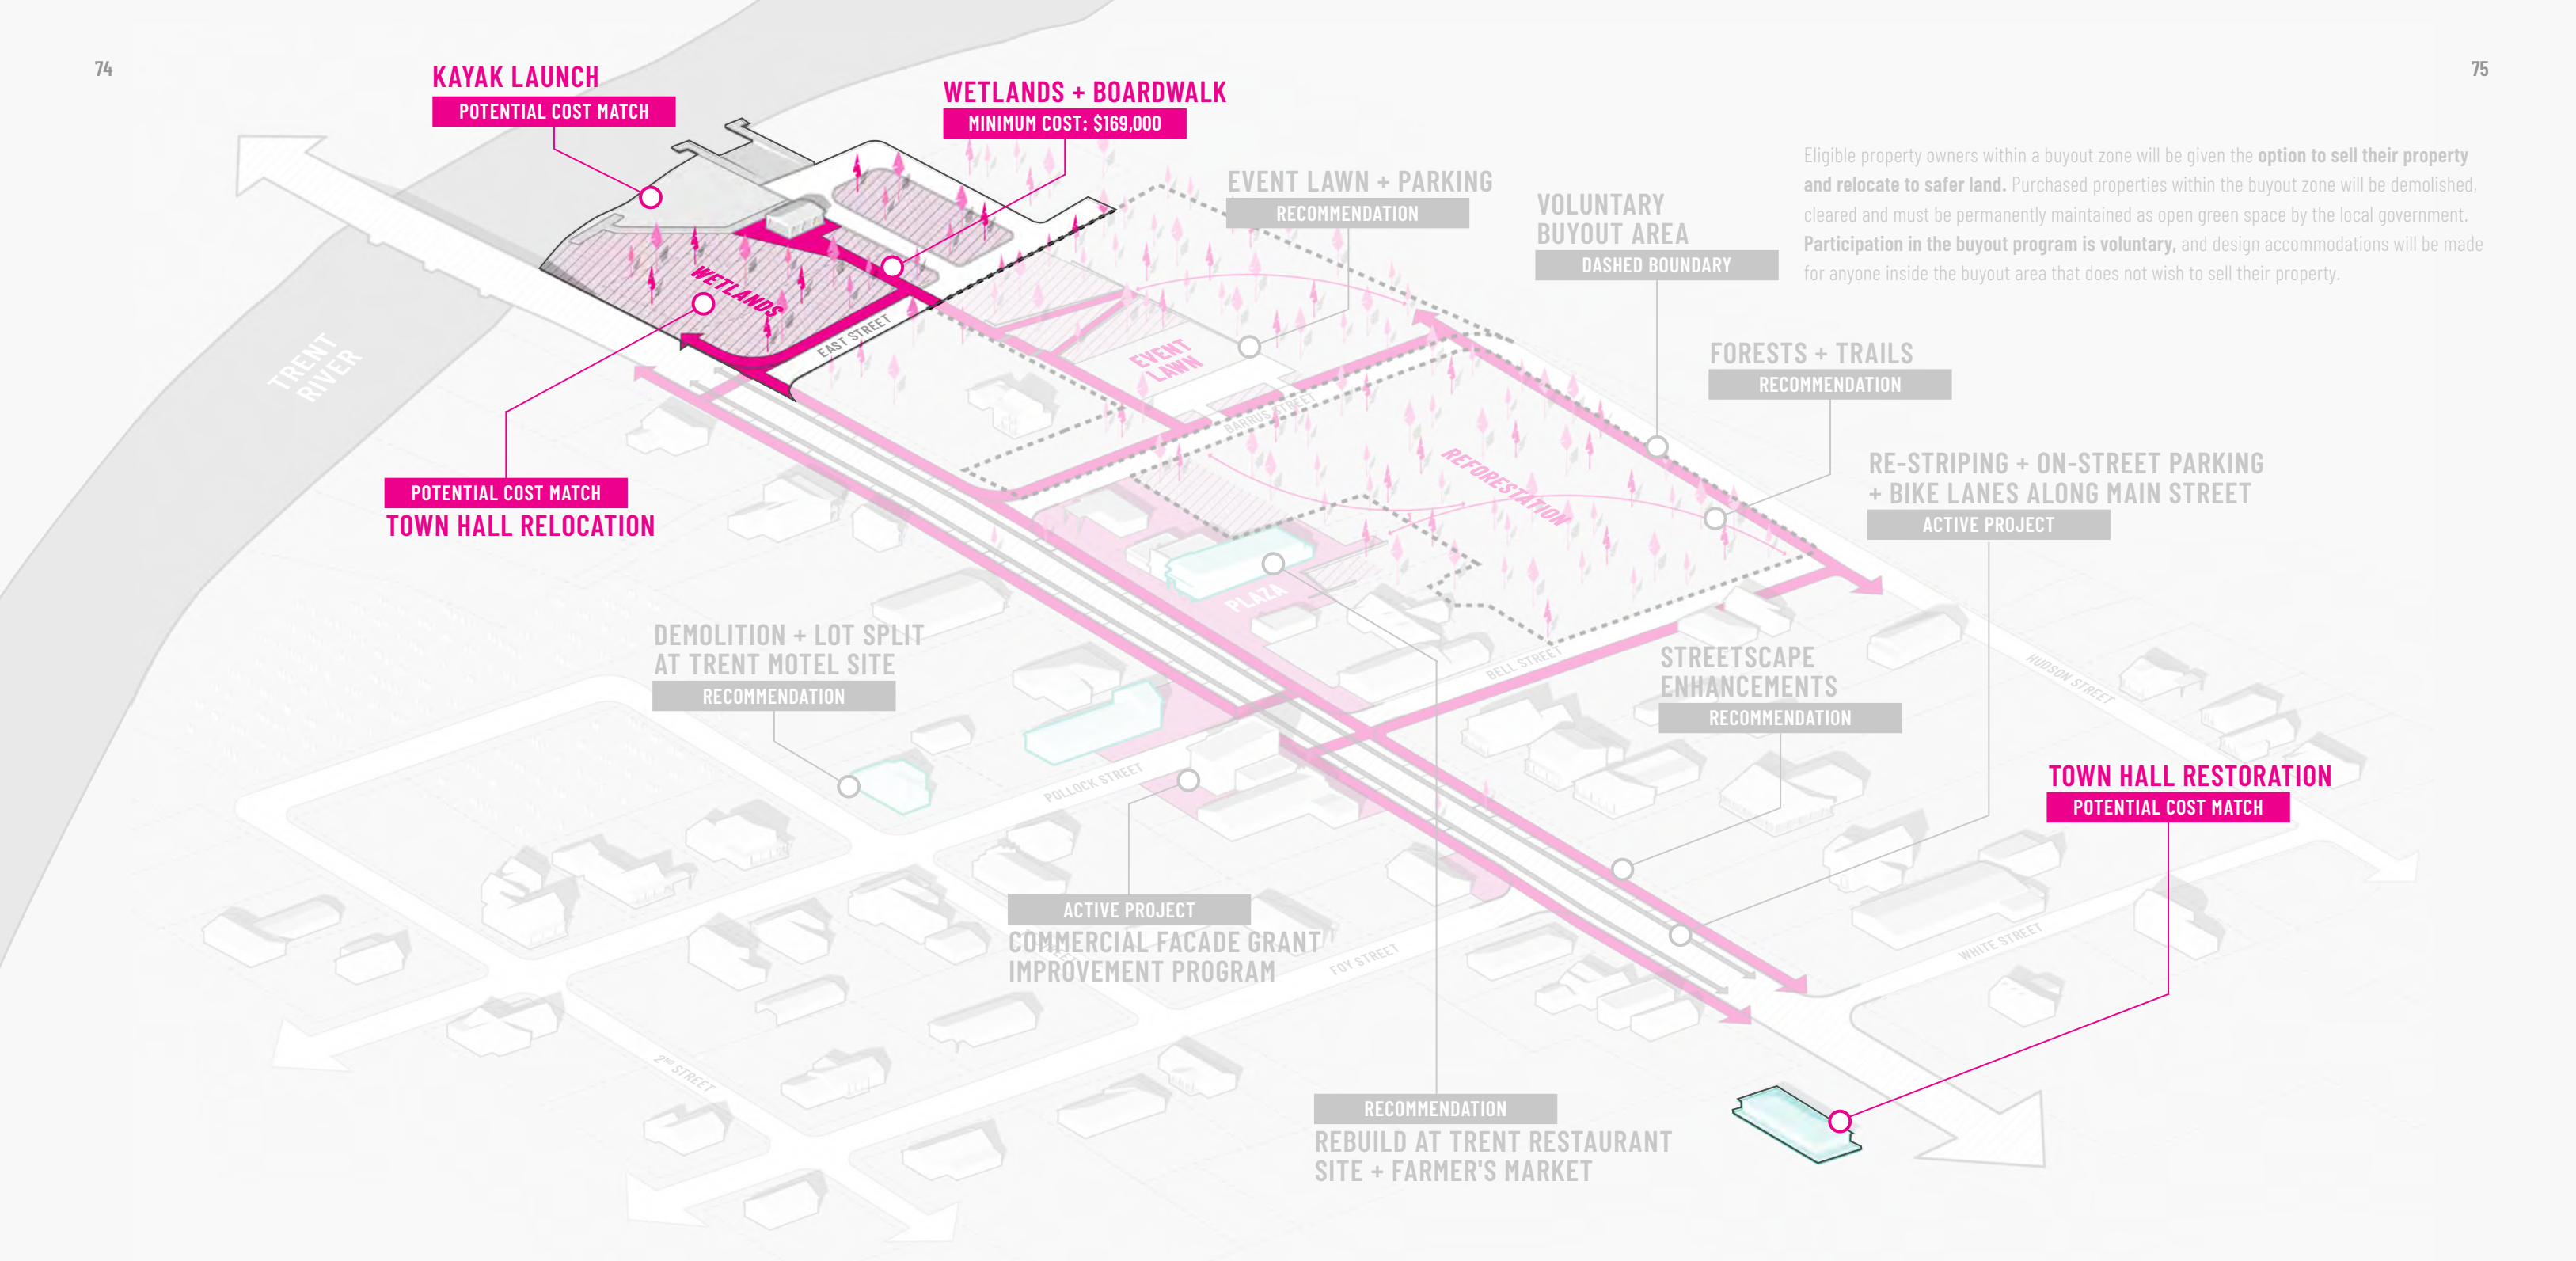 74
75
KAYAK LAUNCH
POTENTIAL COST MATCH
WETLANDS + BOARDWALK
MINIMUM COST: $169,000
Eligible property owners within a buyout zone will be given the option to sell their property
and relocate to safer land. Purchased properties within the buyout zone will be demolished,
cleared and must be permanently maintained as open green space by the local government.
Participation in the buyout program is voluntary, and design accommodations will be made
for anyone inside the buyout area that does not wish to sell their property.
EVENT LAWN + PARKING
RECOMMENDATION
VOLUNTARY
BUYOUT AREA
DASHED BOUNDARY
WETLANDS
EAST STREET
TRENT
RIVER
EVENT
LAWN
FORESTS + TRAILS
RECOMMENDATION
BARRUS STREET
REFORESTATION
RE-STRIPING + ON-STREET PARKING
+ BIKE LANES ALONG MAIN STREET
ACTIVE PROJECT
POTENTIAL COST MATCH
TOWN HALL RELOCATION
PLAZA
DEMOLITION + LOT SPLIT
AT TRENT MOTEL SITE
RECOMMENDATION
BELL STREET
STREETSCAPE
ENHANCEMENTS
RECOMMENDATION
HUDSON STREET
POLLOCK STREET
TOWN HALL RESTORATION
POTENTIAL COST MATCH
ACTIVE PROJECT
COMMERCIAL FACADE GRANT
IMPROVEMENT PROGRAM
FOY STREET
WHITE STREET
2ND STREET
RECOMMENDATION
REBUILD AT TRENT RESTAURANT
SITE + FARMER'S MARKET